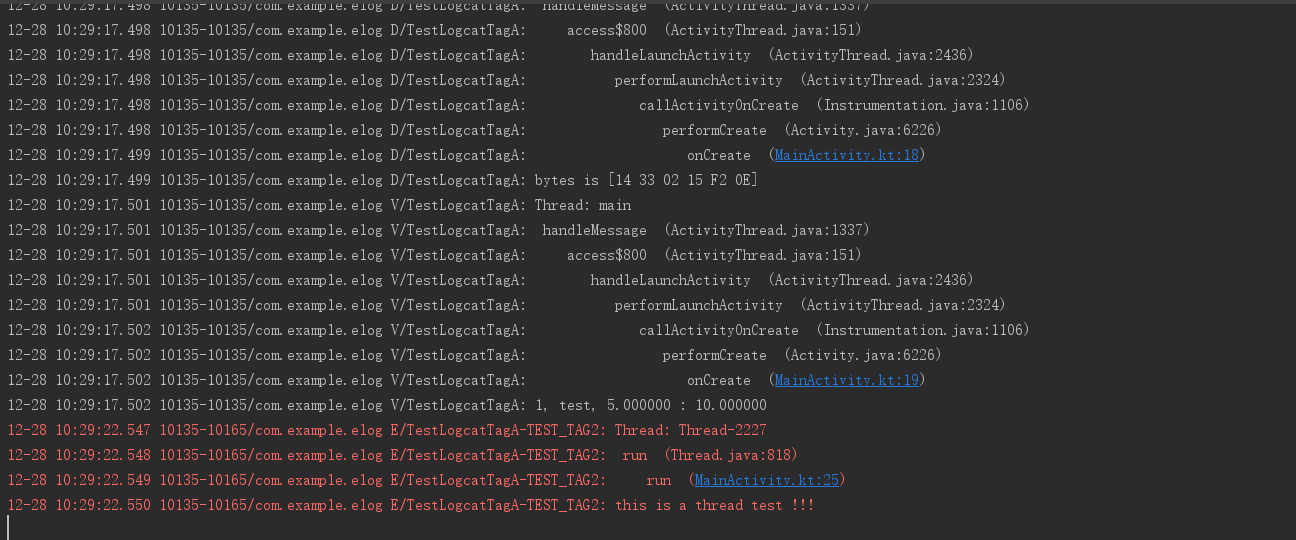 12-28 10:29:17.498 10135-10135/com.example.elog D/TestLogcatTagA:  handleMessage  (ActivityThread.java:1337)
12-28 10:29:17.498 10135-10135/com.example.elog D/TestLogcatTagA:     access$800  (ActivityThread.java:151)
12-28 10:29:17.498 10135-10135/com.example.elog D/TestLogcatTagA:        handleLaunchActivity  (ActivityThread.java:2436)
12-28 10:29:17.498 10135-10135/com.example.elog D/TestLogcatTagA:           performLaunchActivity  (ActivityThread.java:2324)
12-28 10:29:17.498 10135-10135/com.example.elog D/TestLogcatTagA:              callActivityOnCreate  (Instrumentation.java:1106)
12-28 10:29:17.498 10135-10135/com.example.elog D/TestLogcatTagA:                 performCreate  (Activity.java:6226)
12-28 10:29:17.499 10135-10135/com.example.elog D/TestLogcatTagA:                    onCreate  (MainActivity.kt:18)
12-28 10:29:17.499 10135-10135/com.example.elog D/TestLogcatTagA: bytes is [14 33 02 15 F2 0E]
12-28 10:29:17.501 10135-10135/com.example.elog V/TestLogcatTagA: Thread: main
12-28 10:29:17.501 10135-10135/com.example.elog V/TestLogcatTagA:  handleMessage  (ActivityThread.java:1337)
12-28 10:29:17.501 10135-10135/com.example.elog V/TestLogcatTagA:     access$800  (ActivityThread.java:151)
12-28 10:29:17.501 10135-10135/com.example.elog V/TestLogcatTagA:        handleLaunchActivity  (ActivityThread.java:2436)
12-28 10:29:17.501 10135-10135/com.example.elog V/TestLogcatTagA:           performLaunchActivity  (ActivityThread.java:2324)
12-28 10:29:17.502 10135-10135/com.example.elog V/TestLogcatTagA:              callActivityOnCreate  (Instrumentation.java:1106)
12-28 10:29:17.502 10135-10135/com.example.elog V/TestLogcatTagA:                 performCreate  (Activity.java:6226)
12-28 10:29:17.502 10135-10135/com.example.elog V/TestLogcatTagA:                    onCreate  (MainActivity.kt:19)
12-28 10:29:17.502 10135-10135/com.example.elog V/TestLogcatTagA: 1, test, 5.000000 : 10.000000
12-28 10:29:22.547 10135-10165/com.example.elog E/TestLogcatTagA-TEST_TAG2: Thread: Thread-2227
12-28 10:29:22.548 10135-10165/com.example.elog E/TestLogcatTagA-TEST_TAG2:  run  (Thread.java:818)
12-28 10:29:22.549 10135-10165/com.example.elog E/TestLogcatTagA-TEST_TAG2:     run  (MainActivity.kt:25)
12-28 10:29:22.550 10135-10165/com.example.elog E/TestLogcatTagA-TEST_TAG2: this is a thread test !!!